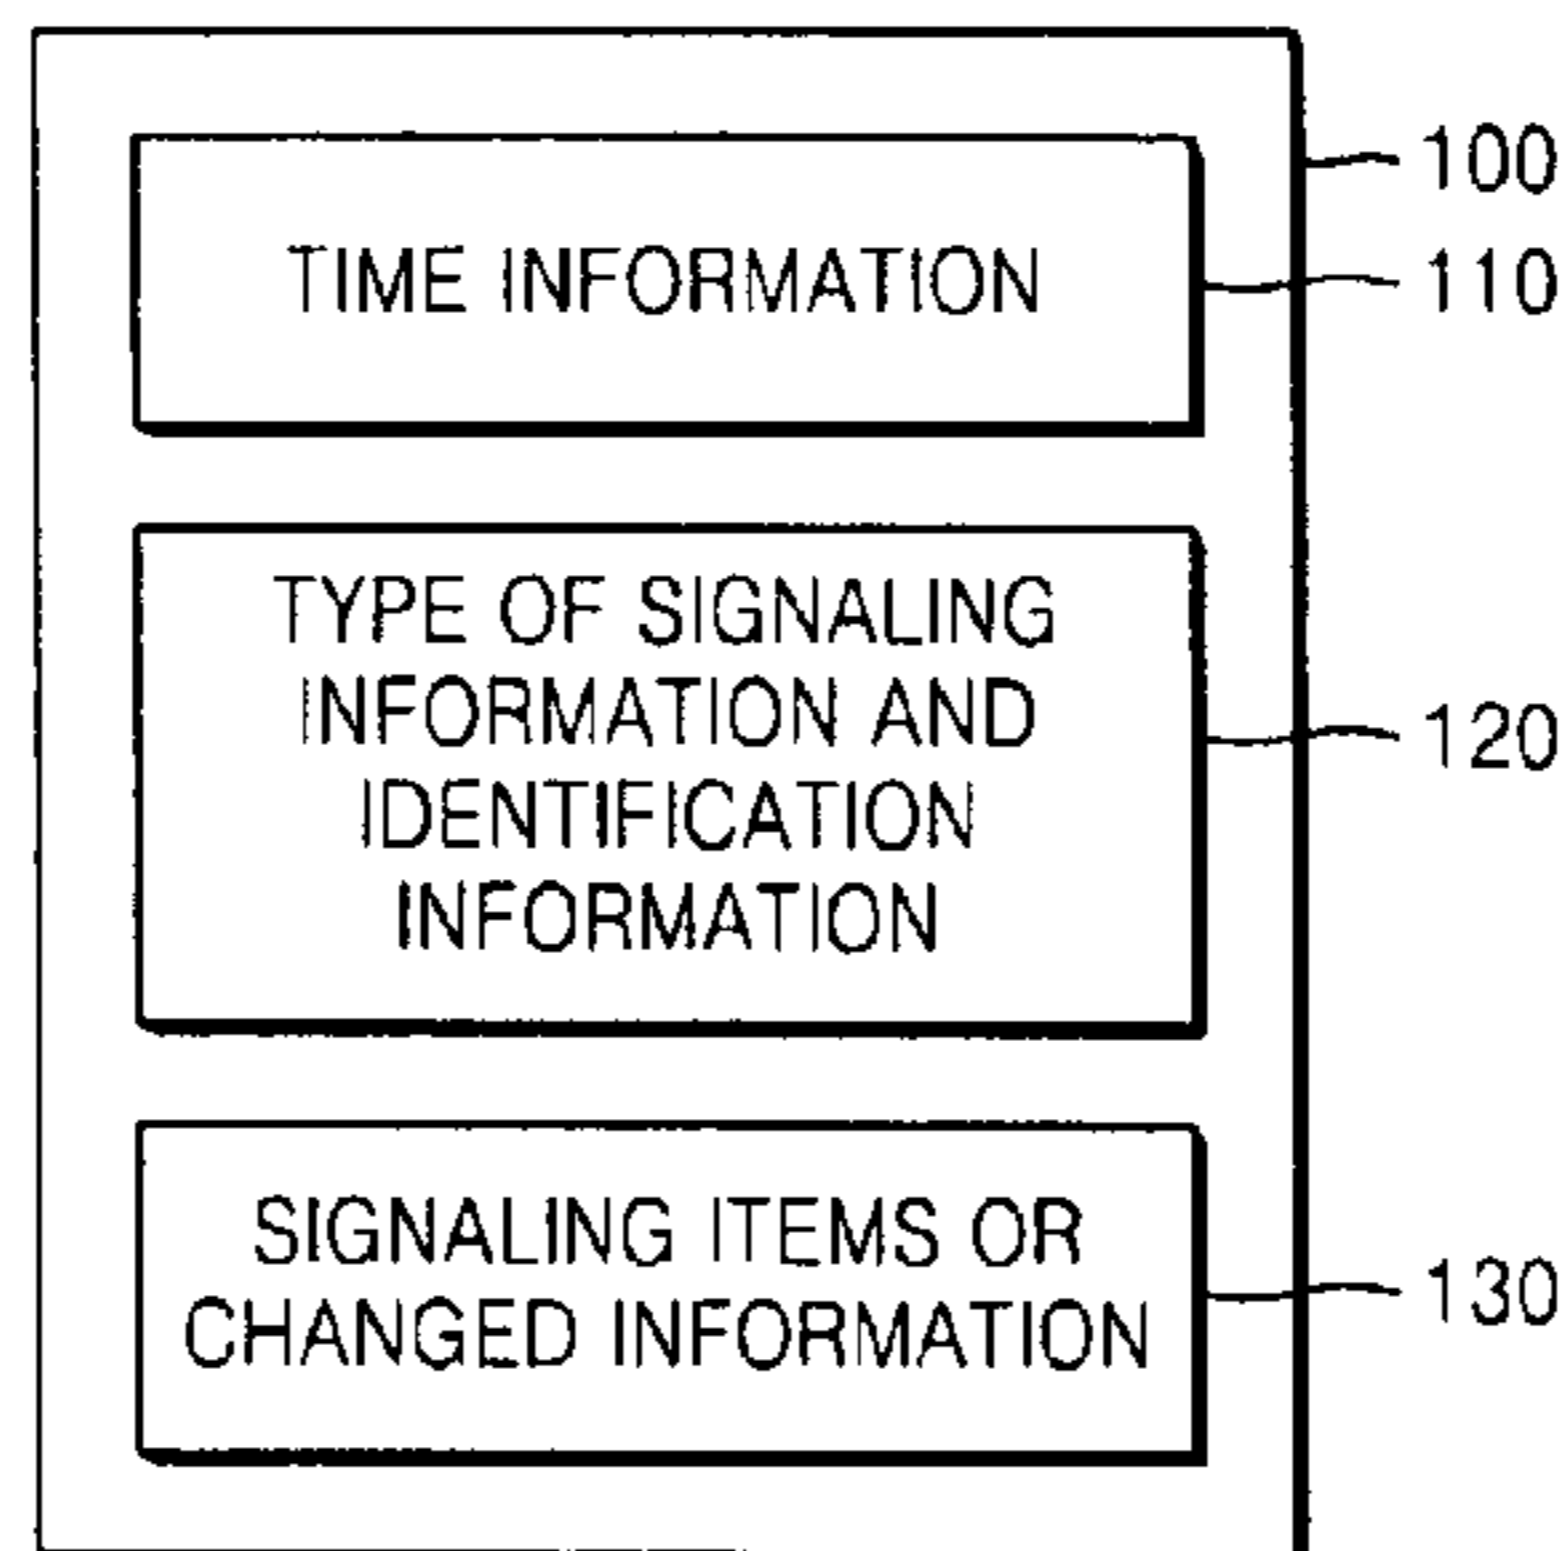 100
TIME INFORMATION
110
TYPE OF SIGNALING
INFORMATION AND
IDENTIFICATION
INFORMATION
120
SIGNALING ITEMS OR
CHANGED INFORMATION
130